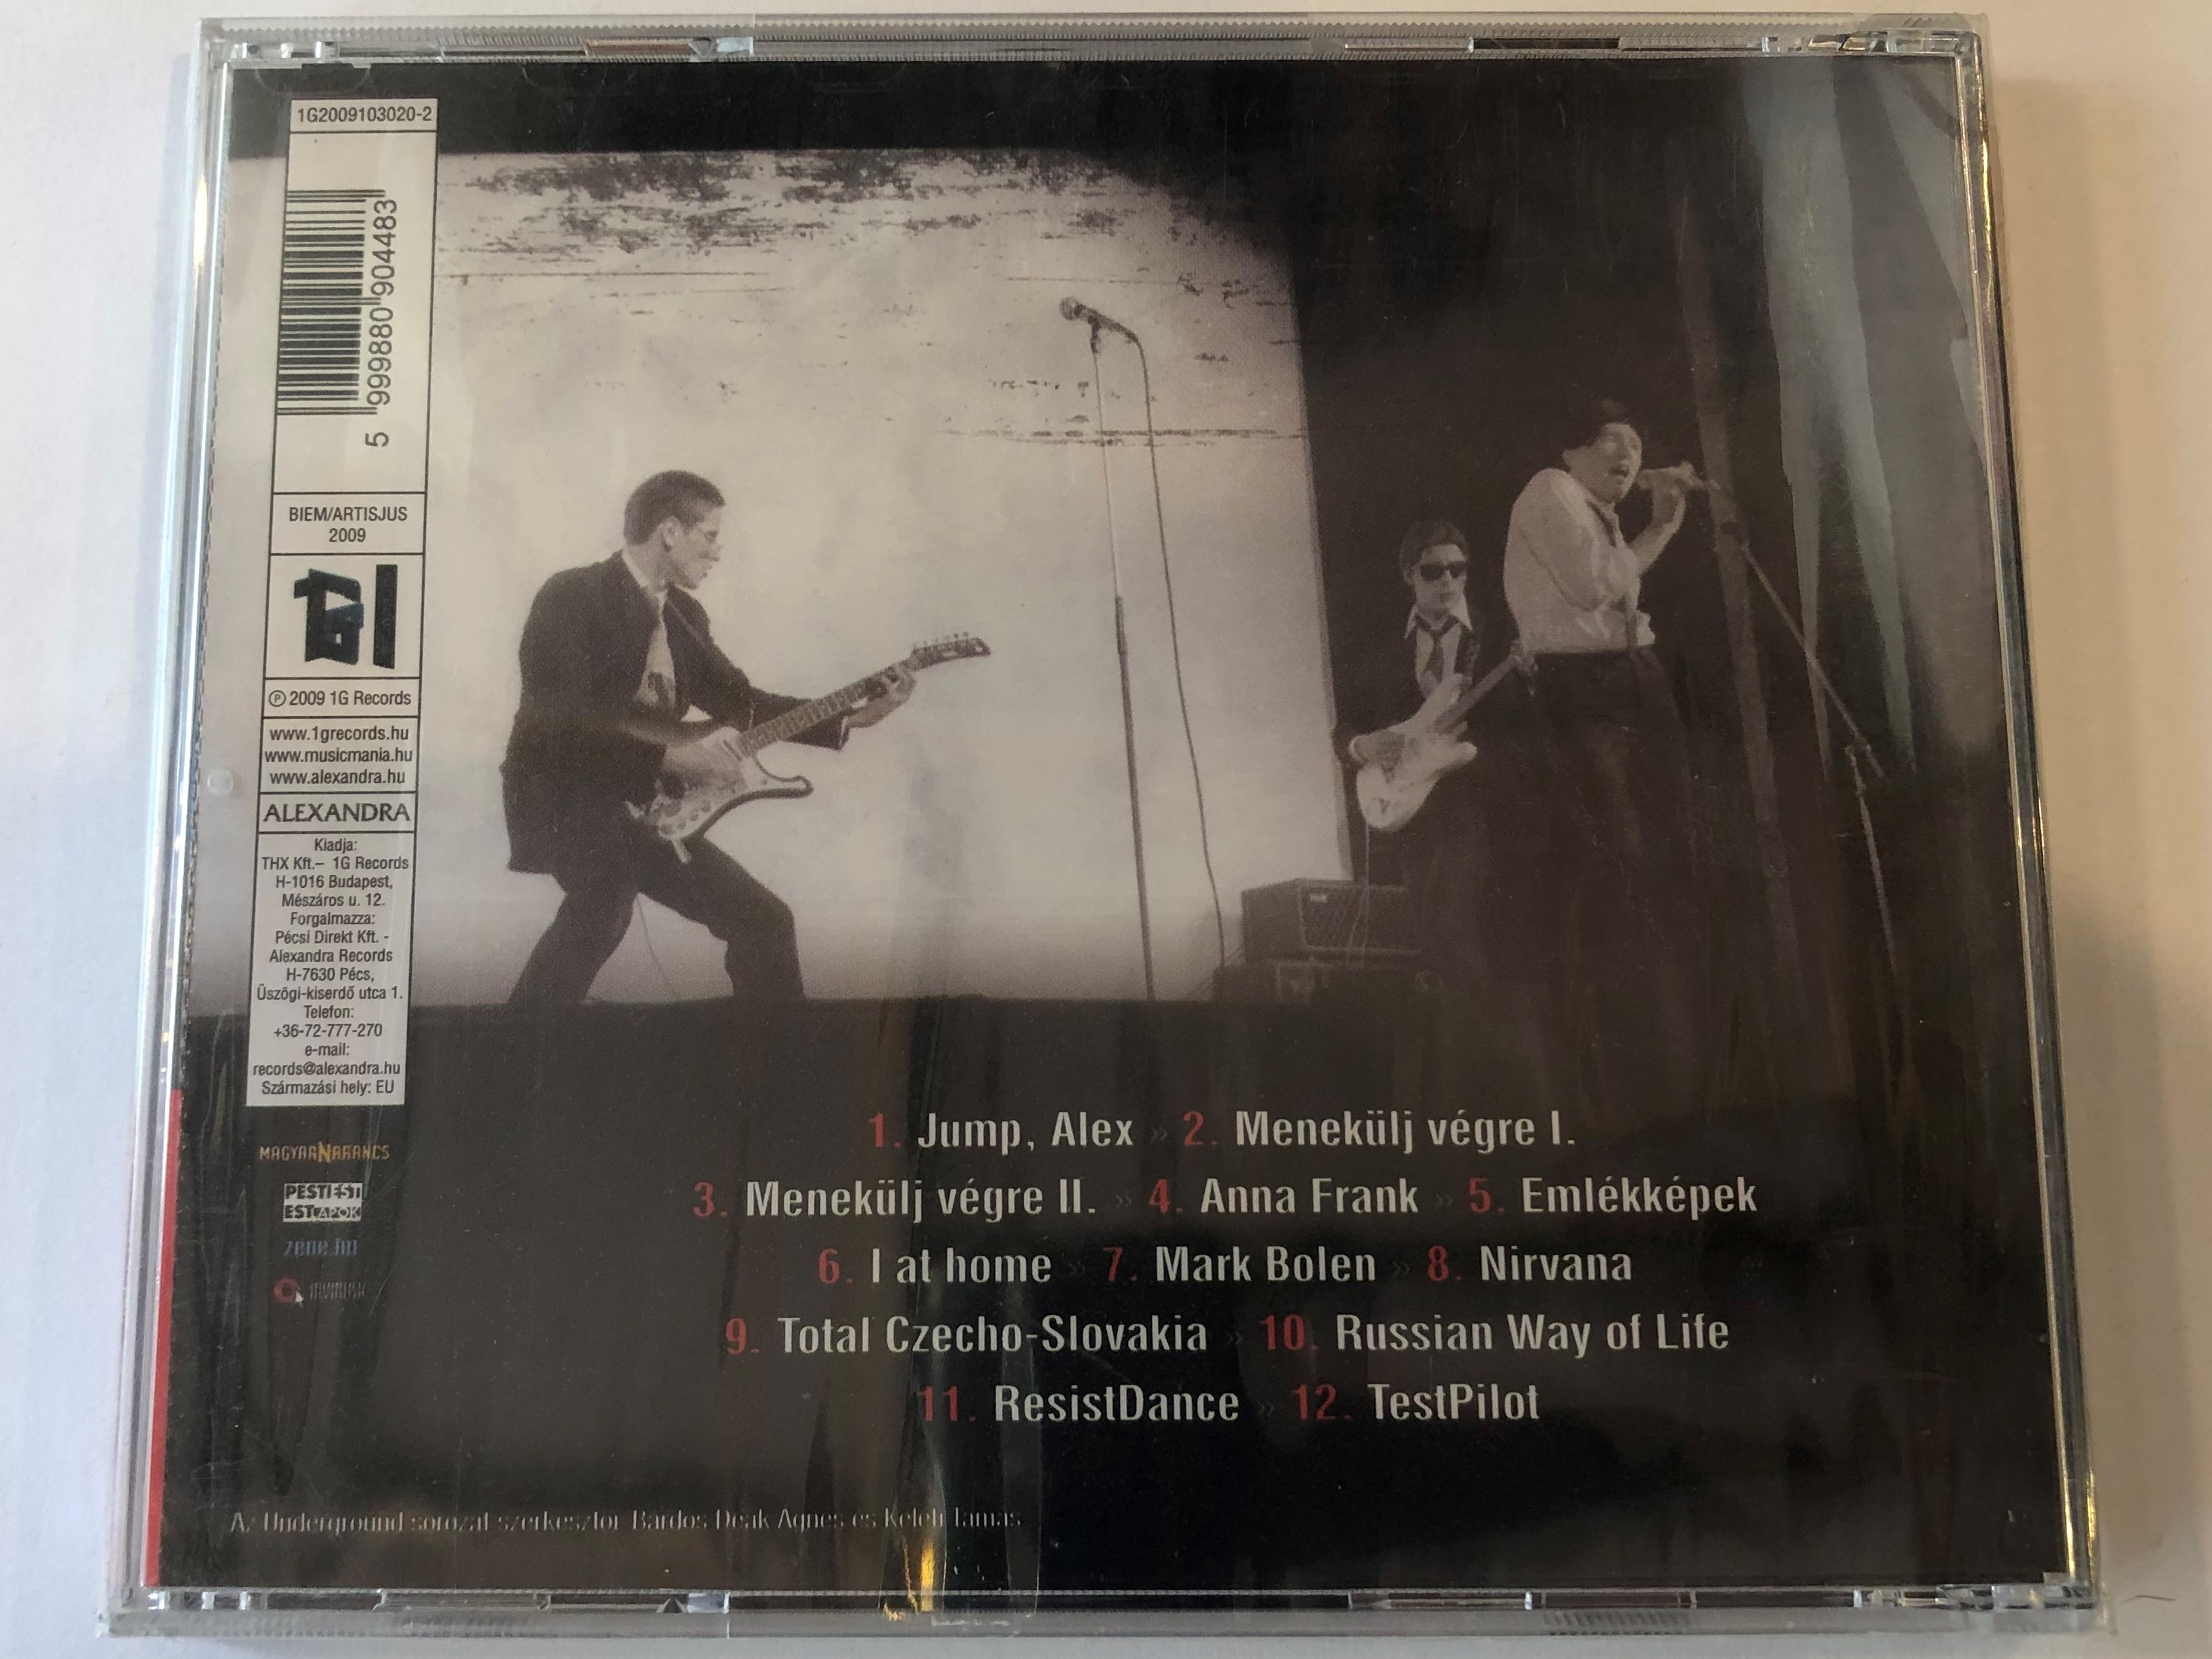 1G2009103020-2
5 999880 904483
BIEM/ARTISJUS
2009
1G
℗ 2009 1G Records
www.1grecords.hu
www.musicmania.hu
www.alexandra.hu
ALEXANDRA
Kiadja:
THX Kft.– 1G Records
H-1016 Budapest,
Mészáros u. 12.
Forgalmazza:
Pécsi Direkt Kft. -
Alexandra Records
H-7630 Pécs,
Üszögi-kiserdő utca 1.
Telefon:
+36-72-777-270
e-mail:
records@alexandra.hu
Származási hely: EU
MAGYARNARANCS
PESTIEST
ESTLAPOK
zene.hu
1. Jump, Alex » 2. Menekülj végre I.
3. Menekülj végre II. » 4. Anna Frank » 5. Emlékképek
6. I at home » 7. Mark Bolen » 8. Nirvana
9. Total Czecho-Slovakia » 10. Russian Way of Life
11. ResistDance » 12. TestPilot
Az Underground sorozat szerkesztői Bárdos Deák Ágnes és Keleti Tamás